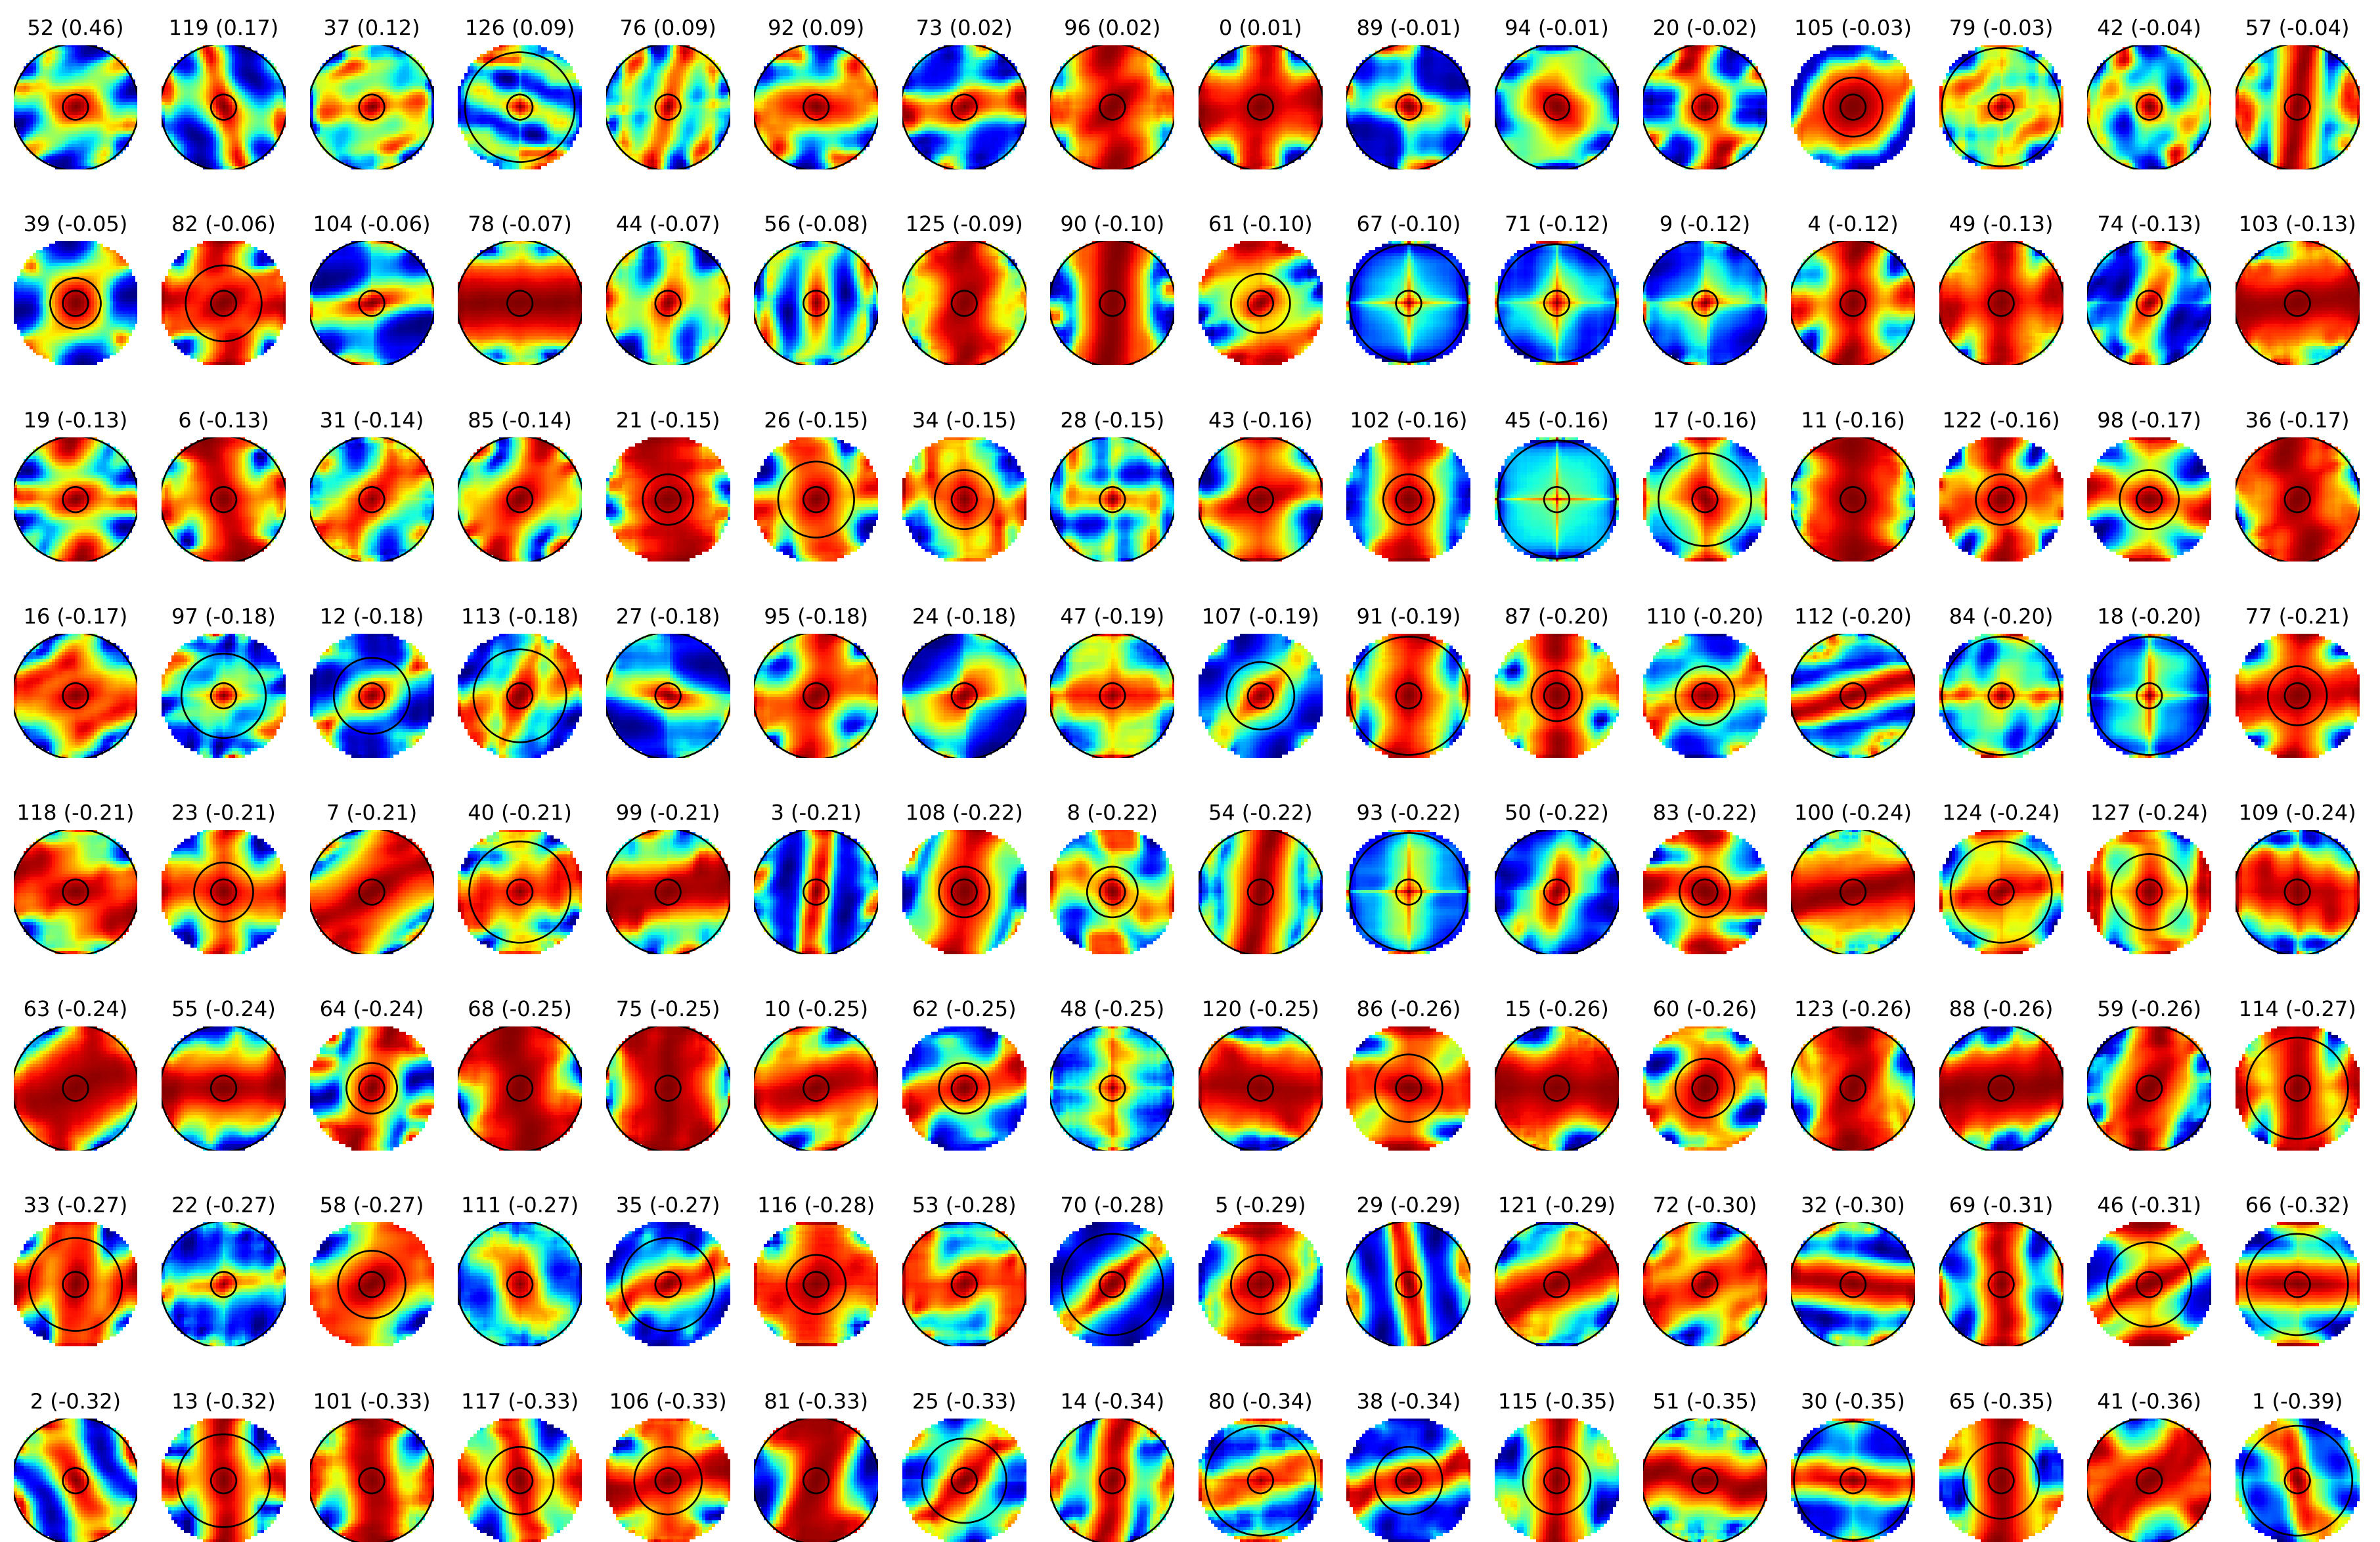 52 (0.46) 119 (0.17) 37 (0.12) 126 (0.09) 76 (0.09) 92 (0.09) 73 (0.02) 96 (0.02) 0 (0.01) 89 (-0.01) 94 (-0.01) 20 (-0.02) 105 (-0.03) 79 (-0.03) 42 (-0.04) 57 (-0.04)
39 (-0.05) 82 (-0.06) 104 (-0.06) 78 (-0.07) 44 (-0.07) 56 (-0.08) 125 (-0.09) 90 (-0.10) 61 (-0.10) 67 (-0.10) 71 (-0.12) 9 (-0.12) 4 (-0.12) 49 (-0.13) 74 (-0.13) 103 (-0.13)
19 (-0.13) 6 (-0.13) 31 (-0.14) 85 (-0.14) 21 (-0.15) 26 (-0.15) 34 (-0.15) 28 (-0.15) 43 (-0.16) 102 (-0.16) 45 (-0.16) 17 (-0.16) 11 (-0.16) 122 (-0.16) 98 (-0.17) 36 (-0.17)
16 (-0.17) 97 (-0.18) 12 (-0.18) 113 (-0.18) 27 (-0.18) 95 (-0.18) 24 (-0.18) 47 (-0.19) 107 (-0.19) 91 (-0.19) 87 (-0.20) 110 (-0.20) 112 (-0.20) 84 (-0.20) 18 (-0.20) 77 (-0.21)
118 (-0.21) 23 (-0.21) 7 (-0.21) 40 (-0.21) 99 (-0.21) 3 (-0.21) 108 (-0.22) 8 (-0.22) 54 (-0.22) 93 (-0.22) 50 (-0.22) 83 (-0.22) 100 (-0.24) 124 (-0.24) 127 (-0.24) 109 (-0.24)
63 (-0.24) 55 (-0.24) 64 (-0.24) 68 (-0.25) 75 (-0.25) 10 (-0.25) 62 (-0.25) 48 (-0.25) 120 (-0.25) 86 (-0.26) 15 (-0.26) 60 (-0.26) 123 (-0.26) 88 (-0.26) 59 (-0.26) 114 (-0.27)
33 (-0.27) 22 (-0.27) 58 (-0.27) 111 (-0.27) 35 (-0.27) 116 (-0.28) 53 (-0.28) 70 (-0.28) 5 (-0.29) 29 (-0.29) 121 (-0.29) 72 (-0.30) 32 (-0.30) 69 (-0.31) 46 (-0.31) 66 (-0.32)
2 (-0.32) 13 (-0.32) 101 (-0.33) 117 (-0.33) 106 (-0.33) 81 (-0.33) 25 (-0.33) 14 (-0.34) 80 (-0.34) 38 (-0.34) 115 (-0.35) 51 (-0.35) 30 (-0.35) 65 (-0.35) 41 (-0.36) 1 (-0.39)